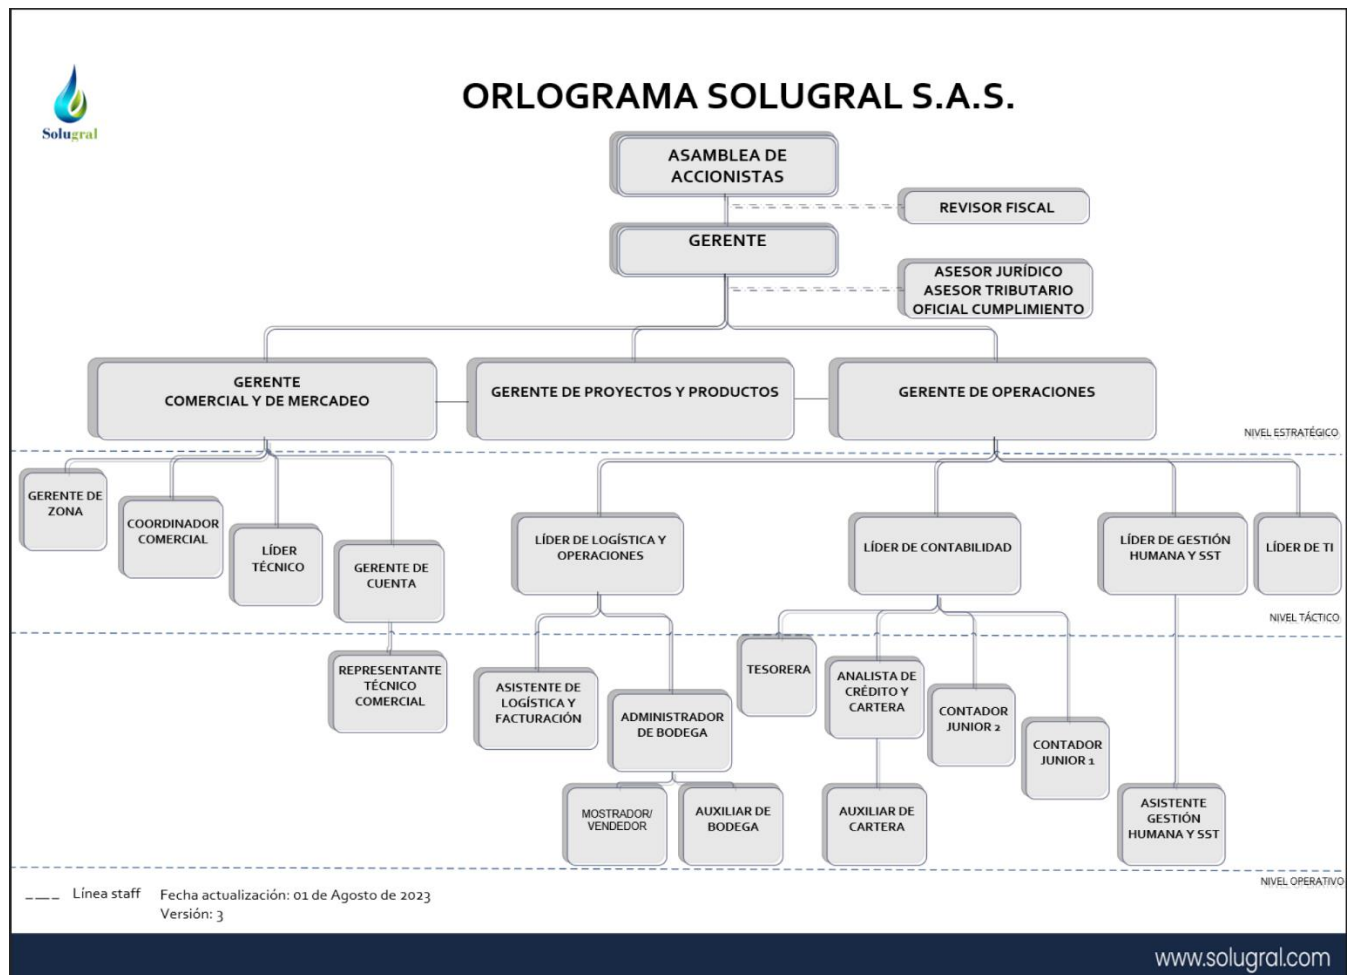 Solugral
ORLOGRAMA SOLUGRAL S.A.S.
ASAMBLEA DE
ACCIONISTAS
REVISOR FISCAL
GERENTE
ASESOR JURÍDICO
ASESOR TRIBUTARIO
OFICIAL CUMPLIMIENTO
GERENTE
COMERCIAL Y DE MERCADEO
GERENTE DE PROYECTOS Y PRODUCTOS
GERENTE DE OPERACIONES
NIVEL ESTRATÉGICO
GERENTE DE
ZONA
COORDINADOR
COMERCIAL
LÍDER
TÉCNICO
GERENTE DE
CUENTA
LÍDER DE LOGÍSTICA Y
OPERACIONES
LÍDER DE CONTABILIDAD
LÍDER DE GESTIÓN
HUMANA Y SST
LÍDER DE TI
NIVEL TÁCTICO
REPRESENTANTE
TÉCNICO
COMERCIAL
ASISTENTE DE
LOGÍSTICA Y
FACTURACIÓN
ADMINISTRADOR
DE BODEGA
TESORERA
ANALISTA DE
CRÉDITO Y
CARTERA
CONTADOR
JUNIOR 2
CONTADOR
JUNIOR 1
MOSTRADOR/
VENDEDOR
AUXILIAR DE
BODEGA
AUXILIAR DE
CARTERA
ASISTENTE
GESTIÓN
HUMANA Y SST
NIVEL OPERATIVO
Línea staff
Fecha actualización: 01 de Agosto de 2023
Versión: 3
www.solugral.com